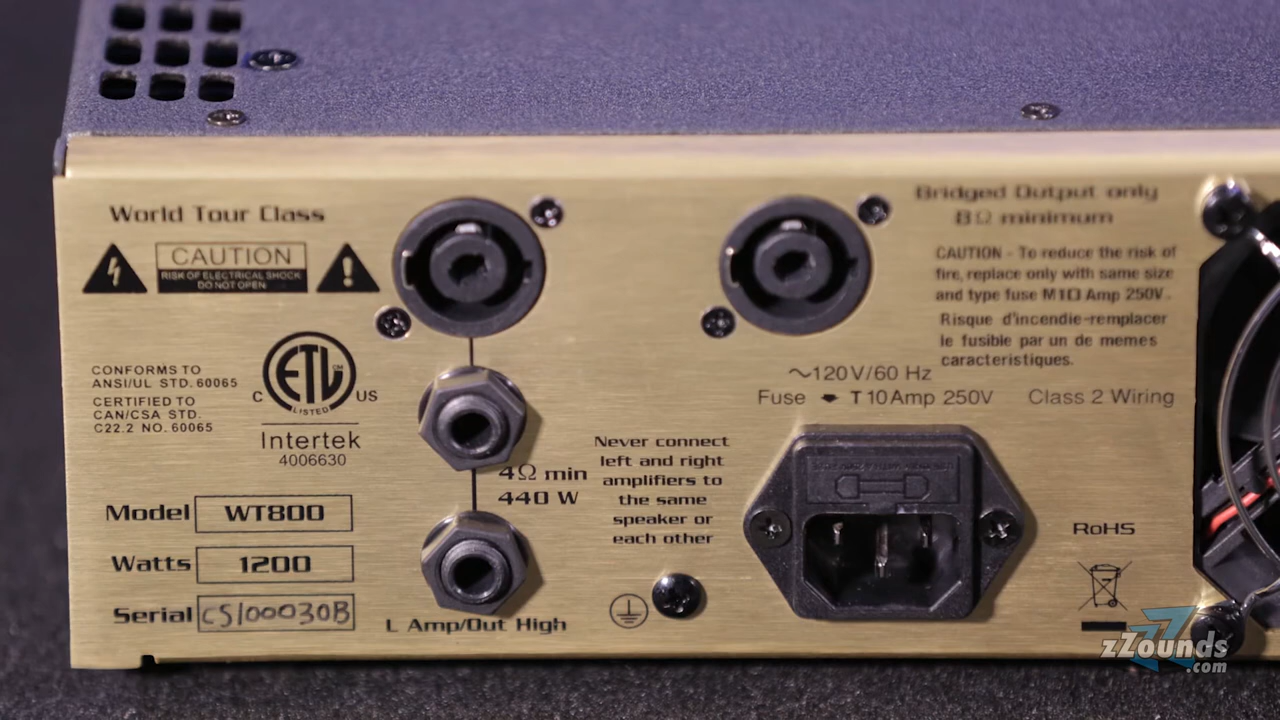 World Tour Class
CAUTION
RISK OF ELECTRICAL SHOCK
DO NOT OPEN
CONFORMS TO
ANSI/UL STD. 60065
CERTIFIED TO
CAN/CSA STD.
C22.2 NO. 60065
ETL
CM
LISTED
C
US
Intertek
4006630
Model WT800
Watts 1200
Serial CS100030B
4Ω min
440 W
L Amp/Out High
Never connect
left and right
amplifiers to
the same
speaker or
each other
Bridged Output only
8Ω minimum
CAUTION - To reduce the risk of
fire, replace only with same size
and type fuse M10 Amp 250V.
Risque d'incendie-remplacer
le fusible par un de memes
caracteristiques.
~120V/60 Hz
Fuse T 10Amp 250V
Class 2 Wiring
RoHS
zZounds
.com